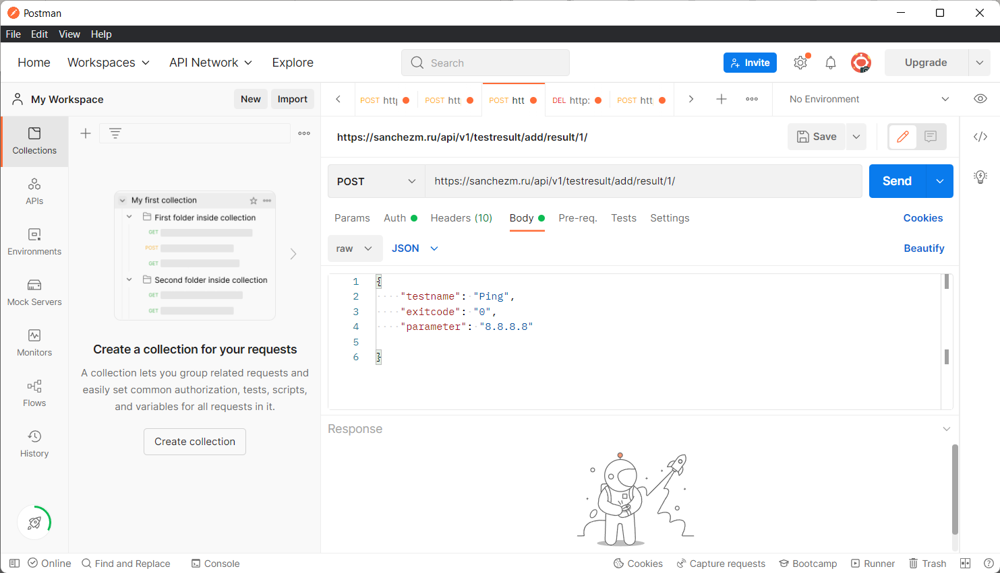 Postman
File Edit View Help
Home Workspaces API Network Explore Search Invite Upgrade
My Workspace New Import
POST http POST htt POST htt DEL http: POST htt No Environment
Collections
APIs
Environments
Mock Servers
Monitors
Flows
History
My first collection
First folder inside collection
GET
POST
GET
Second folder inside collection
GET
GET
Create a collection for your requests
A collection lets you group related requests and
easily set common authorization, tests, scripts,
and variables for all requests in it.
Create collection
https://sanchezm.ru/api/v1/testresult/add/result/1/ Save
POST https://sanchezm.ru/api/v1/testresult/add/result/1/ Send
Params Auth Headers (10) Body Pre-req. Tests Settings Cookies
raw JSON Beautify
1 {
2 "testname": "Ping",
3 "exitcode": "0",
4 "parameter": "8.8.8.8"
5
6 }
Response
Online Find and Replace Console Cookies Capture requests Bootcamp Runner Trash